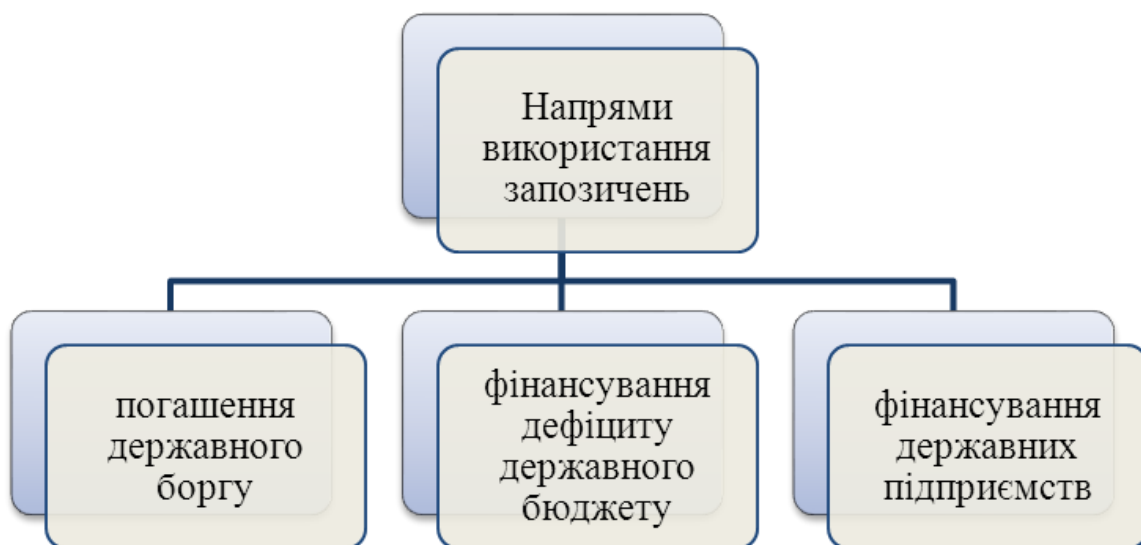 Напрями
використання
запозичень
погашення
державного
боргу
фінансування
дефіциту
державного
бюджету
фінансування
державних
підприємств